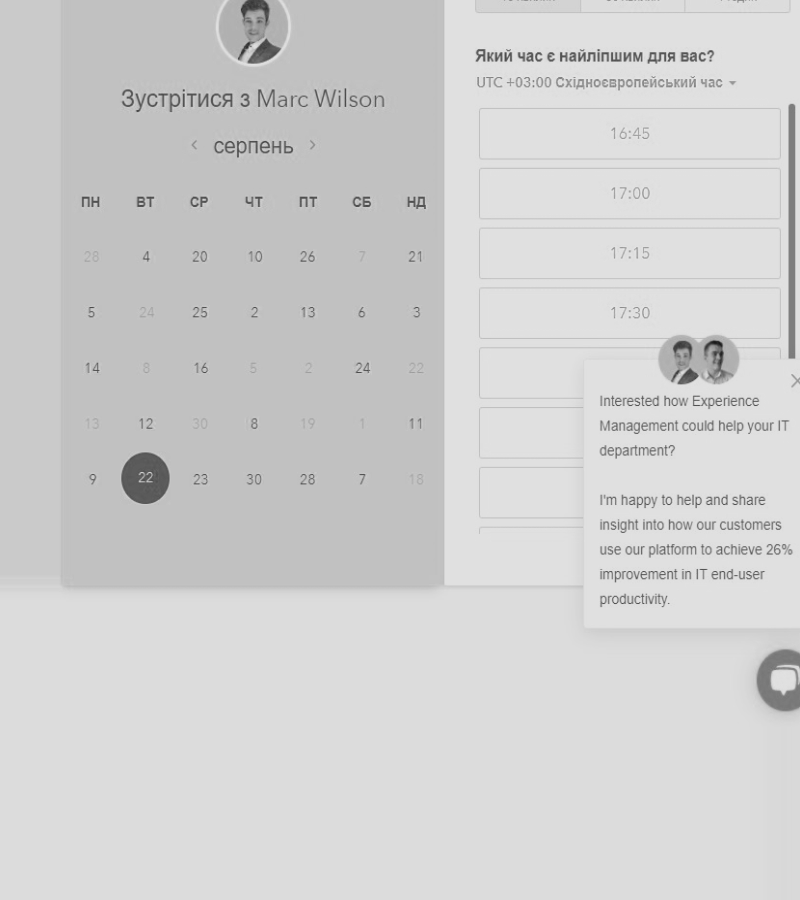 Зустрітися з Marc Wilson
серпень
ПН ВТ СР ЧТ ПТ СБ НД
28 4 20 10 26 7 21
5 24 25 2 13 6 3
14 8 16 5 2 24 22
13 12 30 8 19 1 11
9 22 23 30 28 7 18
Який час є найліпшим для вас?
UTC +03:00 Східноєвропейський час
16:45
17:00
17:15
17:30
Interested how Experience
Management could help your IT
department?
I'm happy to help and share
insight into how our customers
use our platform to achieve 26%
improvement in IT end-user
productivity.